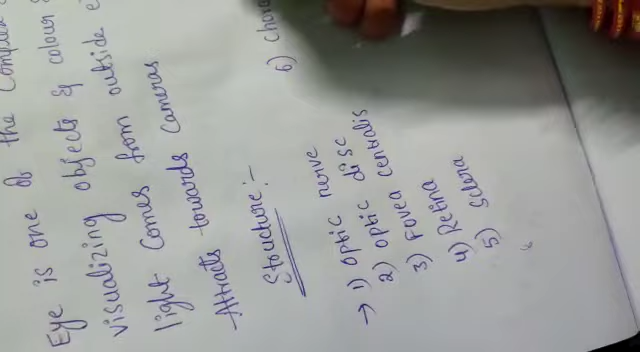 Eye is one of the Complex
visualizing objects & colour
light comes from outside
Attracts towards cameras
Structure:-
→ 1) optic nerve
2) optic disc
3) Fovea centralis
4) Retina
5) Sclera
6)